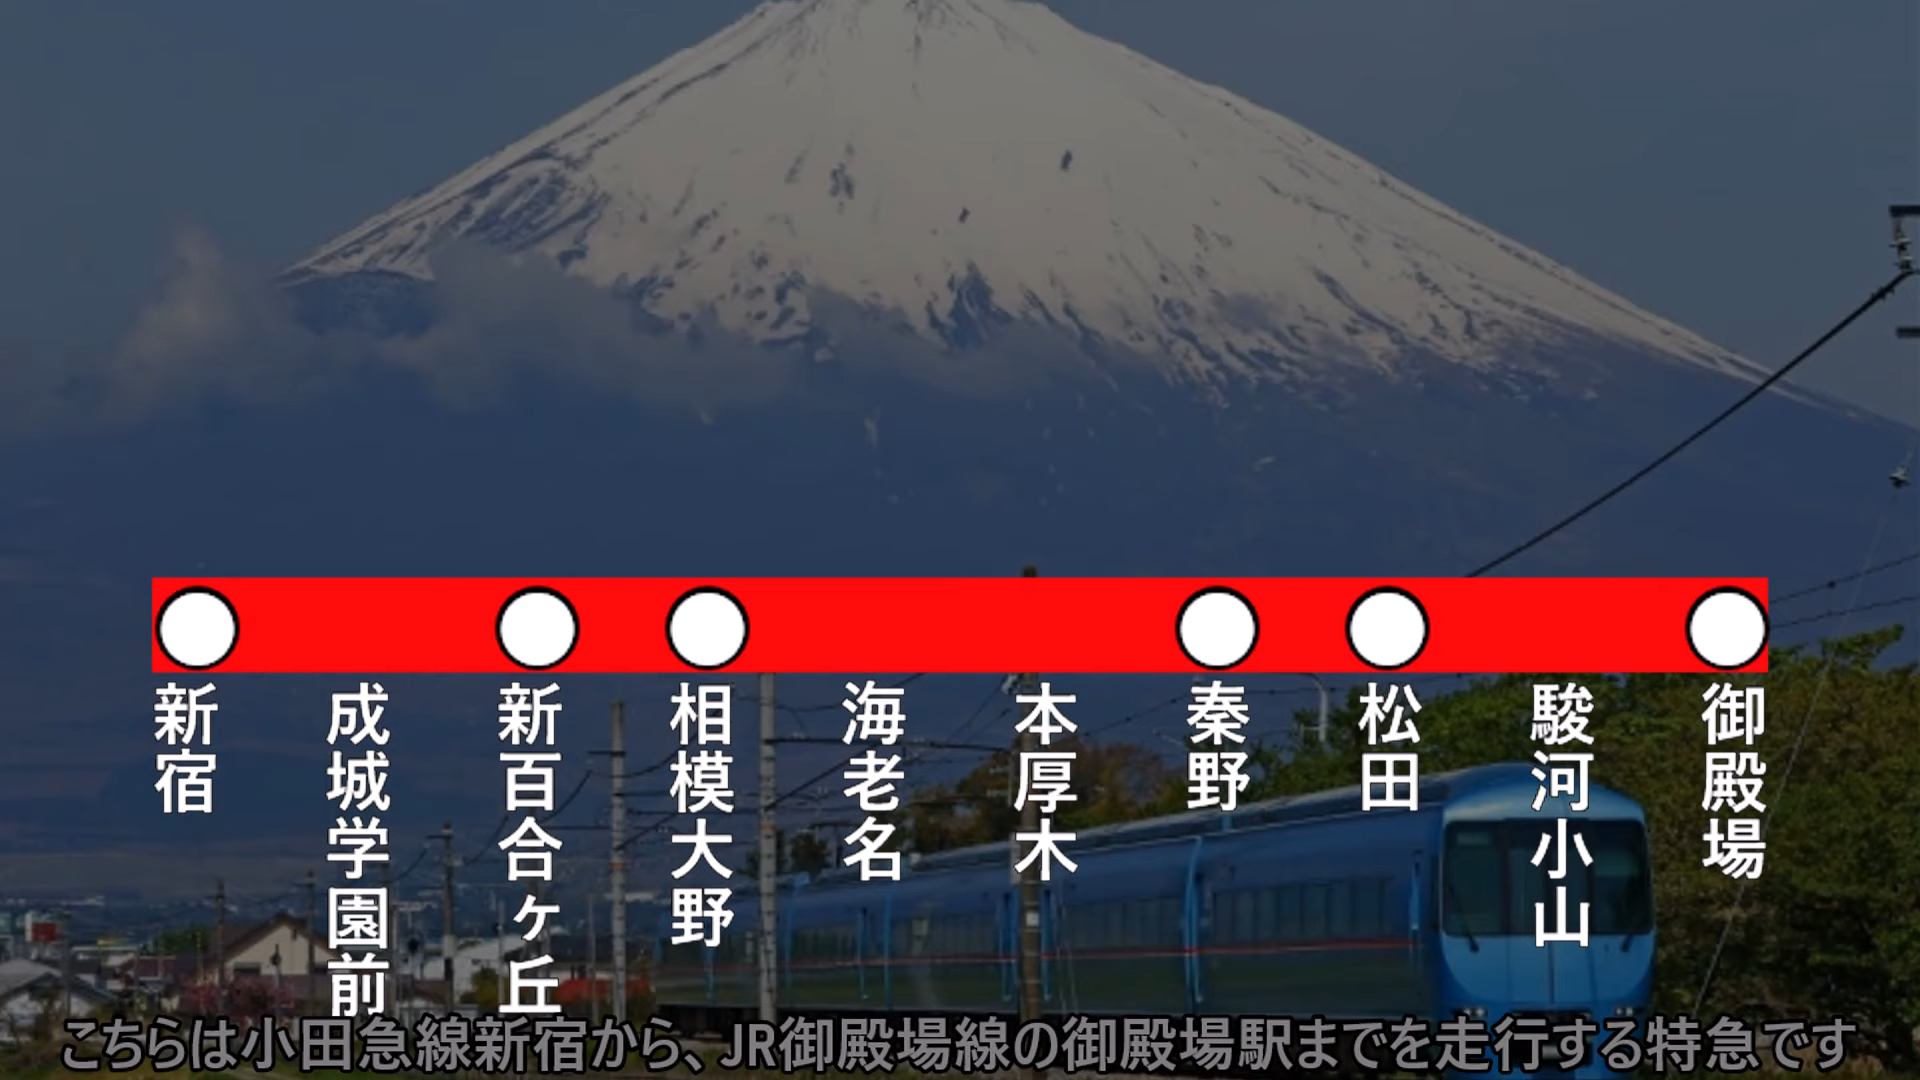 新宿
成城学園前
新百合ヶ丘
相模大野
海老名
本厚木
秦野
松田
駿河小山
御殿場
こちらは小田急線新宿から、JR御殿場線の御殿場駅までを走行する特急です